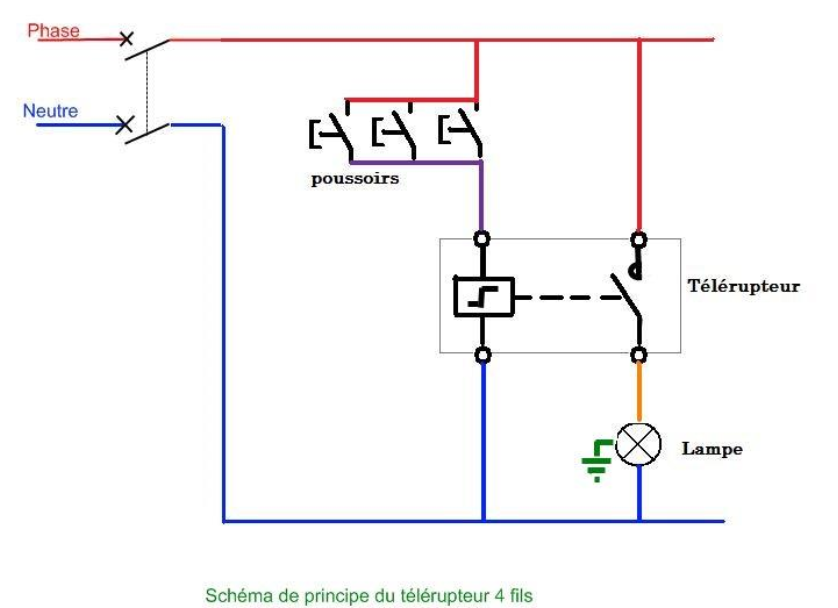 Phase
Neutre
poussoirs
Télérupteur
Lampe
Schéma de principe du télérupteur 4 fils